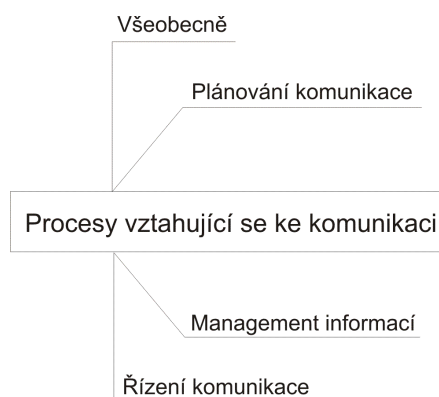 Všeobecně
Plánování komunikace
Procesy vztahující se ke komunikaci
Management informací
Řízení komunikace